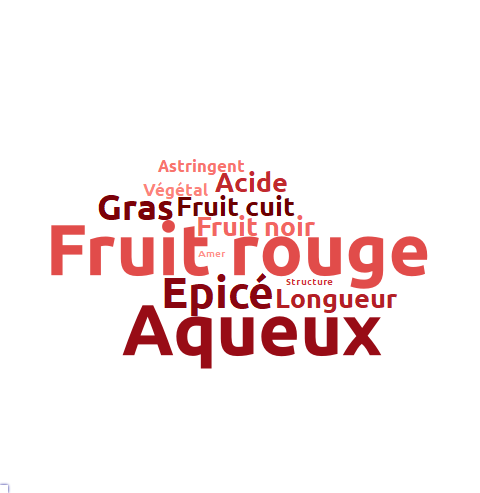 Astringent
Végétal Acide
Gras Fruit cuit
Fruit noir
Fruit rouge
Amer
Epicé Structure
Longueur
Aqueux